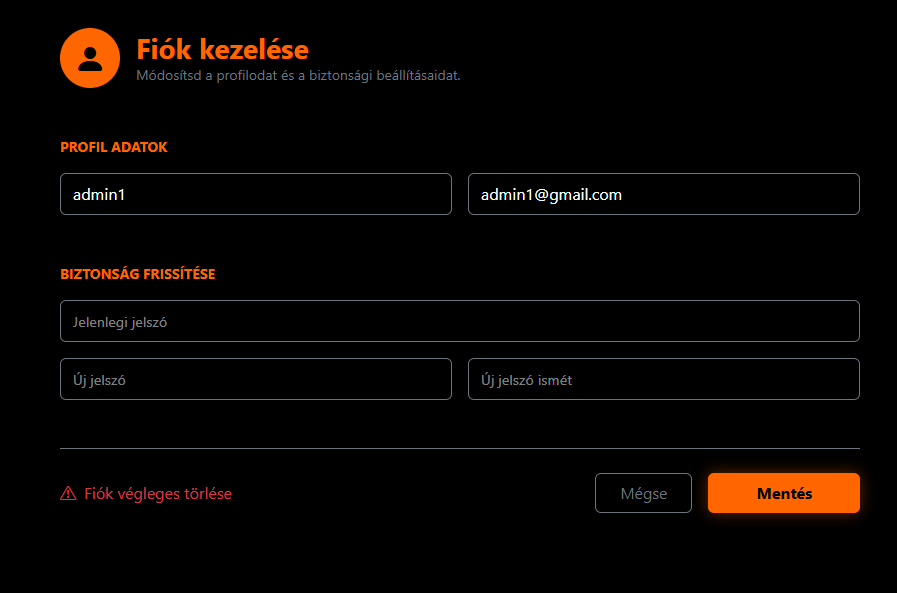 Fiók kezelése
Módosítsd a profilodat és a biztonsági beállításaidat.
PROFIL ADATOK
admin1
admin1@gmail.com
BIZTONSÁG FRISSÍTÉSE
Jelenlegi jelszó
Új jelszó
Új jelszó ismét
Fiók végleges törlése
Mégse
Mentés